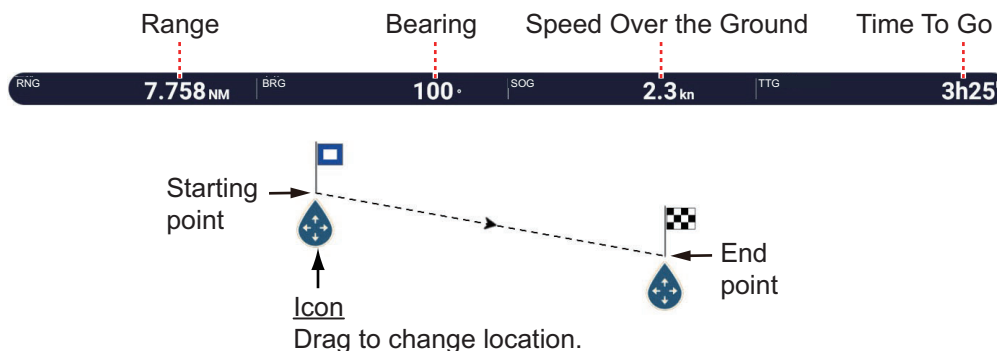 Range Bearing Speed Over the Ground Time To Go
RNG 7.758 NM BRG 100° SOG 2.3 kn TTG 3h25'
Starting
point
End
point
Icon
Drag to change location.